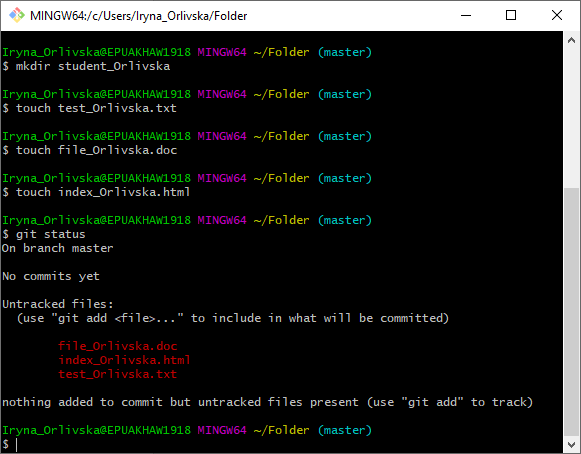 MINGW64:/c/Users/Iryna_Orlivska/Folder
Iryna_Orlivska@EPUAKHAW1918 MINGW64 ~/Folder (master)
$ mkdir student_Orlivska
Iryna_Orlivska@EPUAKHAW1918 MINGW64 ~/Folder (master)
$ touch test_Orlivska.txt
Iryna_Orlivska@EPUAKHAW1918 MINGW64 ~/Folder (master)
$ touch file_Orlivska.doc
Iryna_Orlivska@EPUAKHAW1918 MINGW64 ~/Folder (master)
$ touch index_Orlivska.html
Iryna_Orlivska@EPUAKHAW1918 MINGW64 ~/Folder (master)
$ git status
On branch master
No commits yet
Untracked files:
  (use "git add <file>..." to include in what will be committed)
        file_Orlivska.doc
        index_Orlivska.html
        test_Orlivska.txt
nothing added to commit but untracked files present (use "git add" to track)
Iryna_Orlivska@EPUAKHAW1918 MINGW64 ~/Folder (master)
$